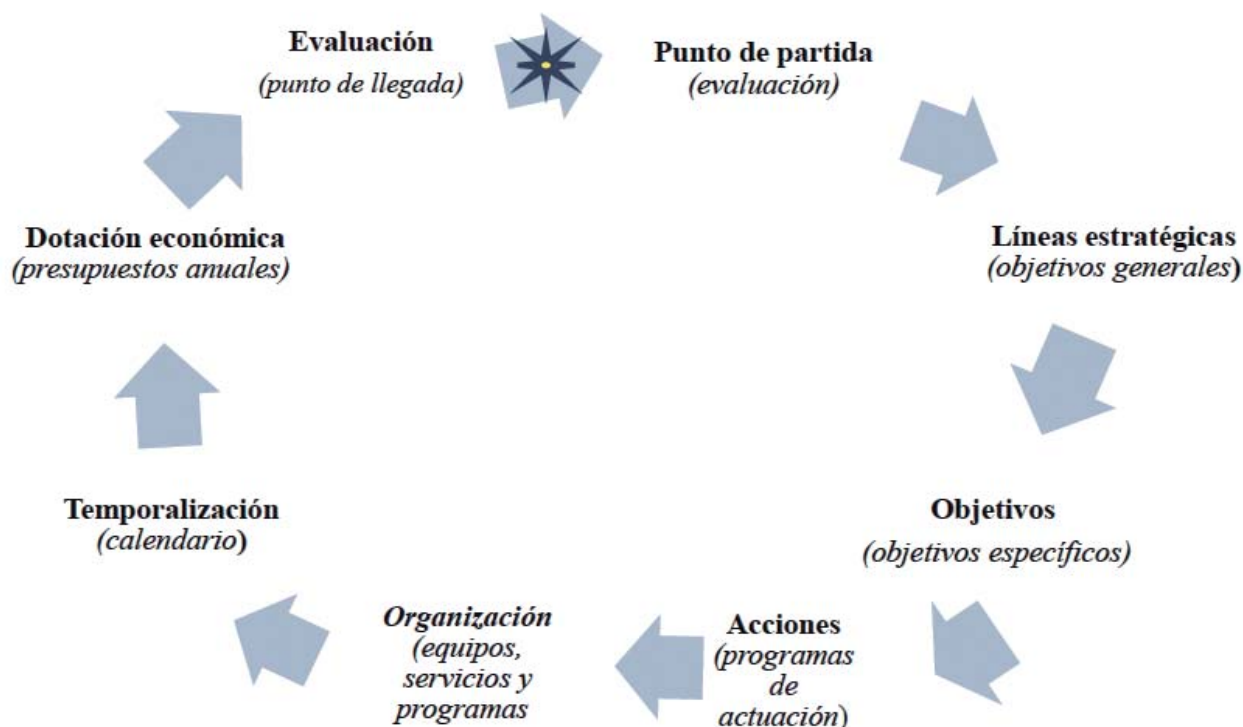 Evaluación
(punto de llegada)
Punto de partida
(evaluación)
Líneas estratégicas
(objetivos generales)
Objetivos
(objetivos específicos)
Acciones
(programas
de
actuación)
Organización
(equipos,
servicios y
programas
Temporalización
(calendario)
Dotación económica
(presupuestos anuales)